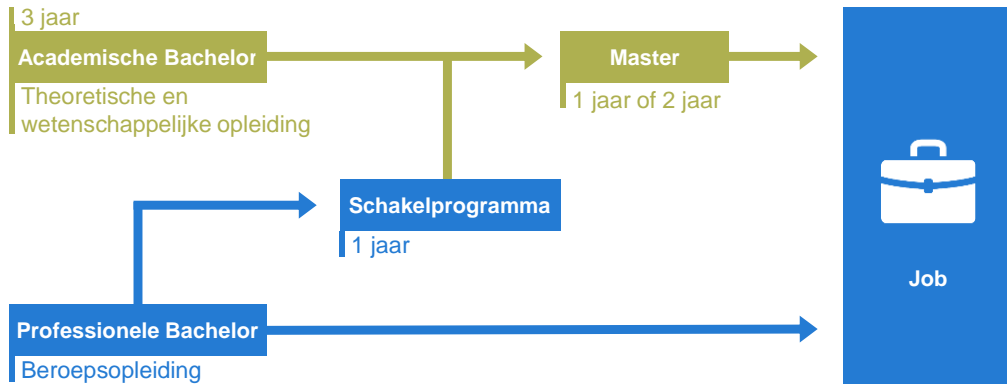 3 jaar
Academische Bachelor
Theoretische en
wetenschappelijke opleiding
Master
1 jaar of 2 jaar
Schakelprogramma
1 jaar
Professionele Bachelor
Beroepsopleiding
Job